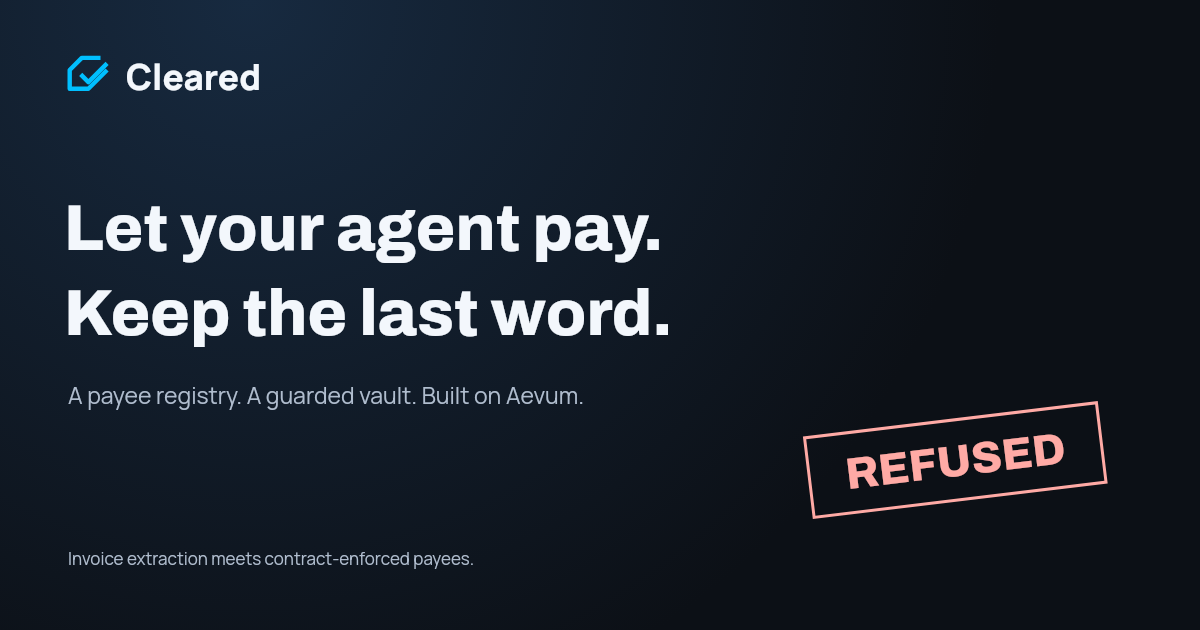 Cleared
Let your agent pay.
Keep the last word.
A payee registry. A guarded vault. Built on Aevum.
REFUSED
Invoice extraction meets contract-enforced payees.